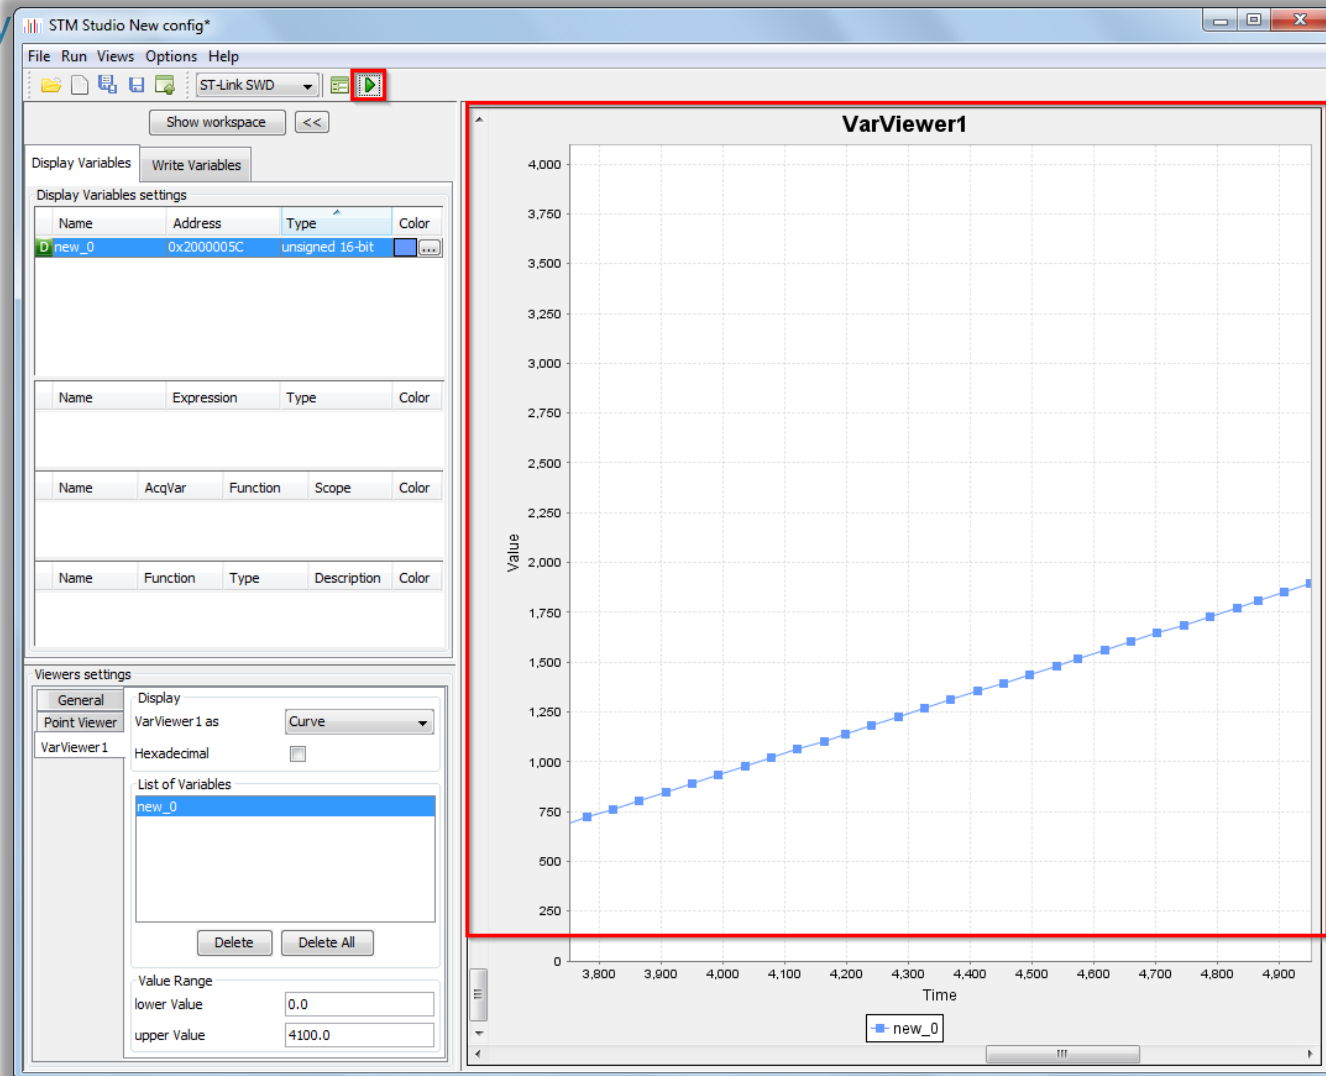 y
STM Studio New config*
File Run Views Options Help
ST-Link SWD
Show workspace <<
Display Variables Write Variables
Display Variables settings
Name Address Type Color
D new_0 0x2000005C unsigned 16-bit ...
Name Expression Type Color
Name AcqVar Function Scope Color
Name Function Type Description Color
Viewers settings
General
Point Viewer
VarViewer1
Display
VarViewer1 as Curve
Hexadecimal
List of Variables
new_0
Delete Delete All
Value Range
lower Value 0.0
upper Value 4100.0
VarViewer1
Value
4,000
3,750
3,500
3,250
3,000
2,750
2,500
2,250
2,000
1,750
1,500
1,250
1,000
750
500
250
0
3,800 3,900 4,000 4,100 4,200 4,300 4,400 4,500 4,600 4,700 4,800 4,900
Time
new_0